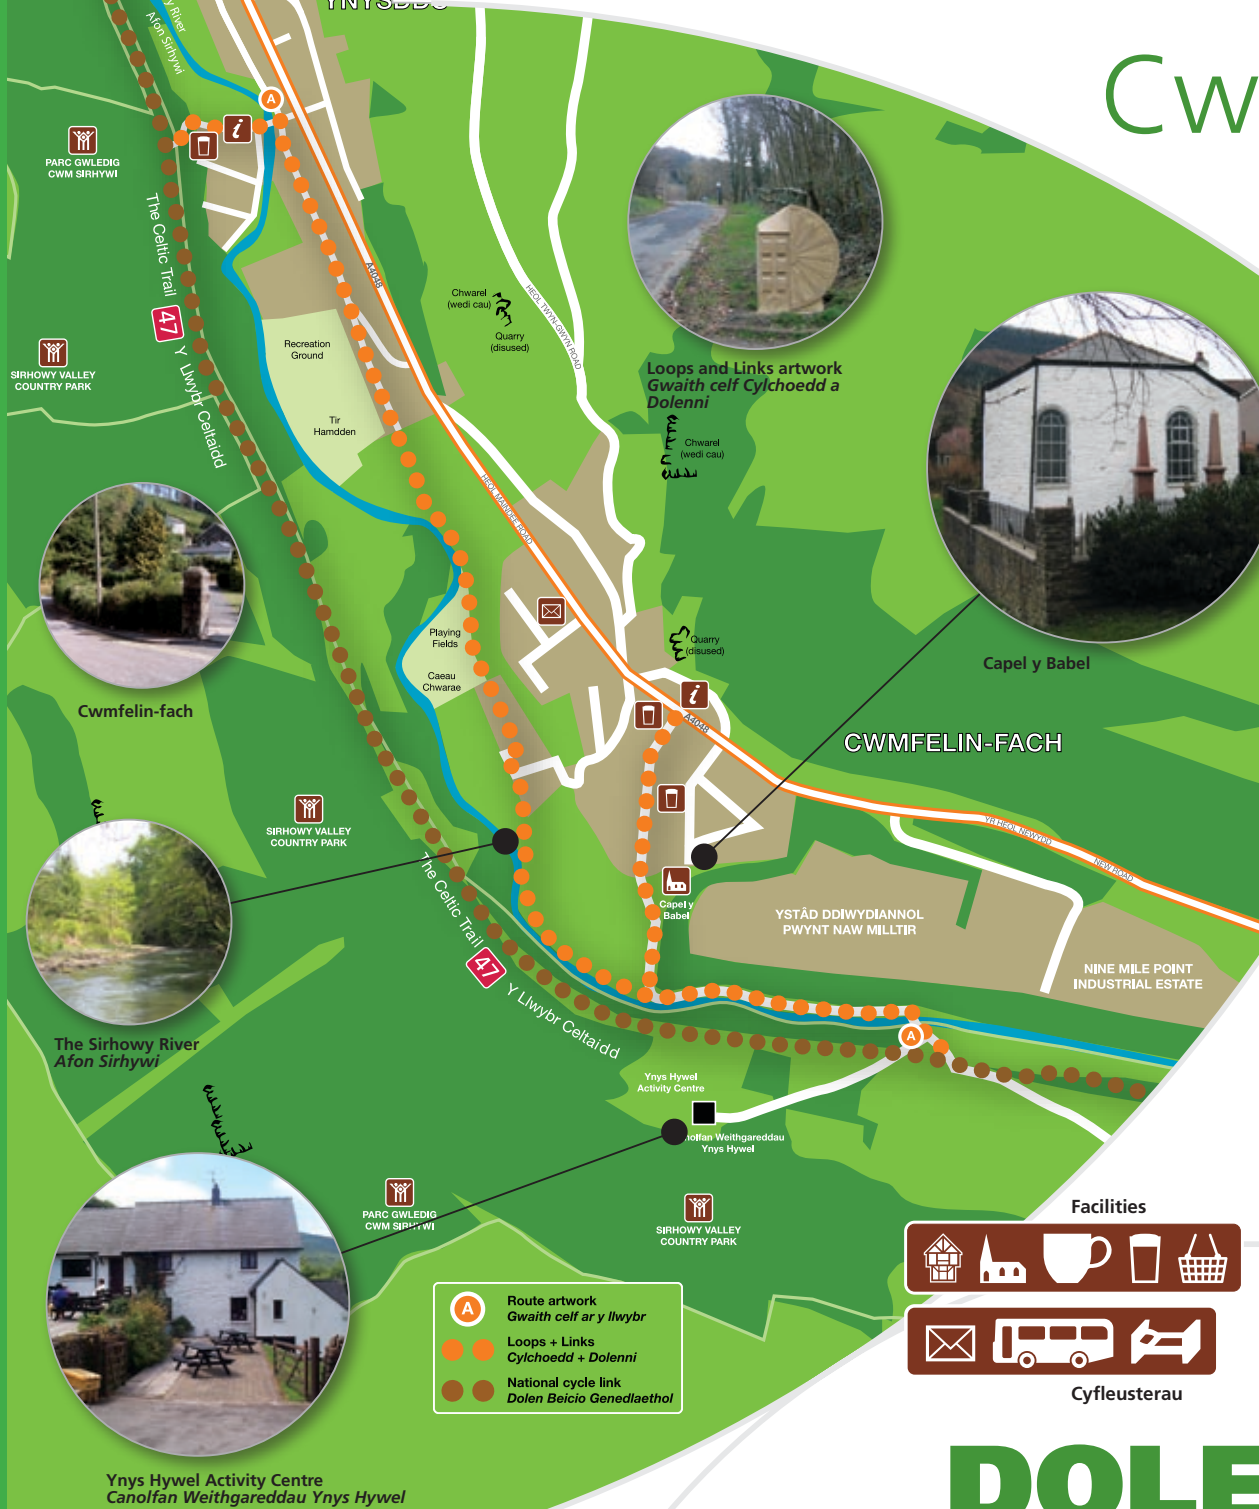 YNYSDDU
Cw
River
Afon Sirhywi
A
i
PARC GWLEDIG
CWM SIRHYWI
The Celtic Trail
47
Y Llwybr Celtaidd
A4048
SIRHOWY VALLEY
COUNTRY PARK
Recreation
Ground
Tir
Hamdden
Chwarel
(wedi cau)
Quarry
(disused)
HEOL TWYN-GWYN ROAD
Loops and Links artwork
Gwaith celf Cylchoedd a
Dolenni
Chwarel
(wedi cau)
HEOL MAINDEE ROAD
Capel y Babel
Cwmfelin-fach
Playing
Fields
Caeau
Chwarae
Quarry
(disused)
i
A4048
CWMFELIN-FACH
SIRHOWY VALLEY
COUNTRY PARK
YR HEOL NEWYDD
NEW ROAD
Capel y
Babel
YSTÂD DDIWYDIANNOL
PWYNT NAW MILLTIR
NINE MILE POINT
INDUSTRIAL ESTATE
The Celtic Trail
47
Y Llwybr Celtaidd
The Sirhowy River
Afon Sirhywi
A
Ynys Hywel
Activity Centre
nolfan Weithgareddau
Ynys Hywel
PARC GWLEDIG
CWM SIRHYWI
SIRHOWY VALLEY
COUNTRY PARK
Facilities
Cyfleusterau
A
Route artwork
Gwaith celf ar y llwybr
Loops + Links
Cylchoedd + Dolenni
National cycle link
Dolen Beicio Genedlaethol
Ynys Hywel Activity Centre
Canolfan Weithgareddau Ynys Hywel
DOLE